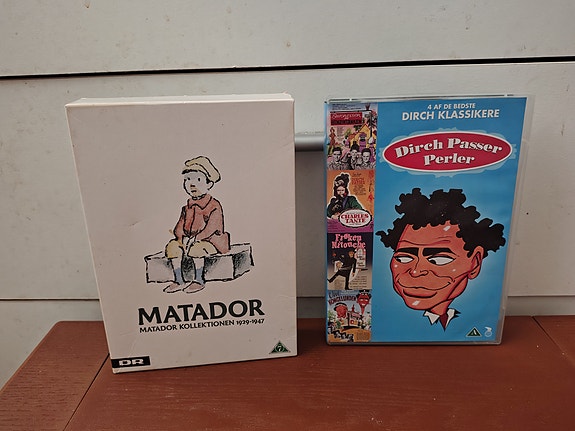 MATADOR
MATADOR KOLLEKTIONEN 1929-1947
DR
7
4 AF DE BEDSTE
DIRCH KLASSIKERE
Dirch Passer
Perler
CHARLES
TANTE
Frøken
Nitouche